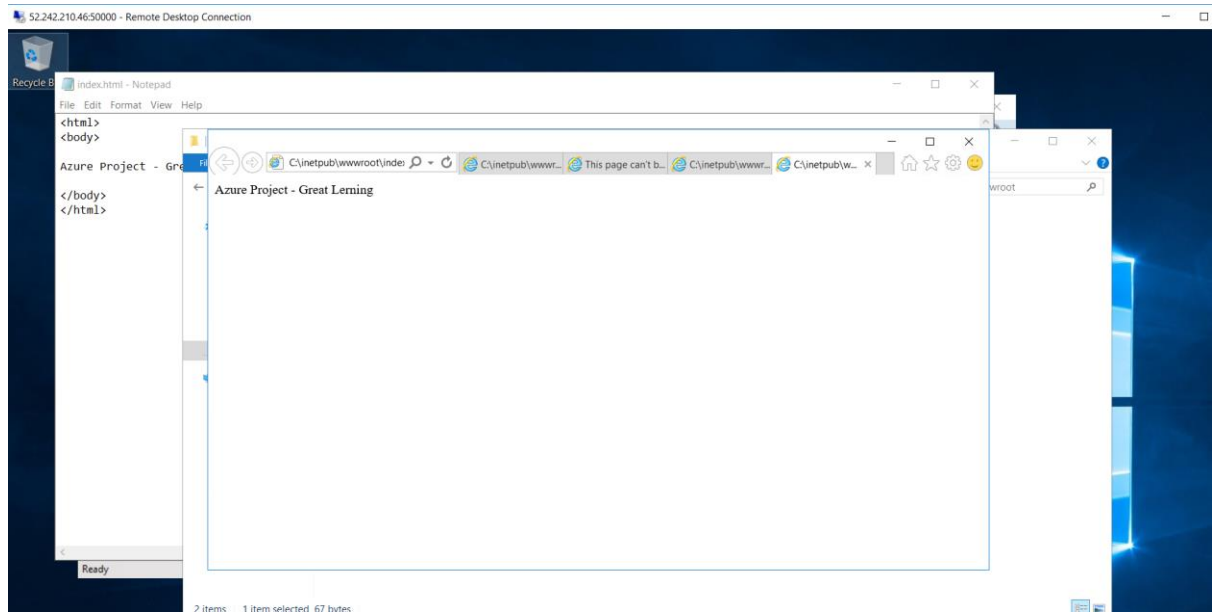 52.242.210.46:50000 - Remote Desktop Connection
Recycle B
index.html - Notepad
File Edit Format View Help
<html>
<body>
Azure Project - Gre
</body>
</html>
C:\inetpub\wwwroot\inde
C:\inetpub\wwwr... This page can't b... C:\inetpub\wwwr... C:\inetpub\w...
Fi
wroot
Azure Project - Great Lerning
Ready
2 items 1 item selected 67 bytes